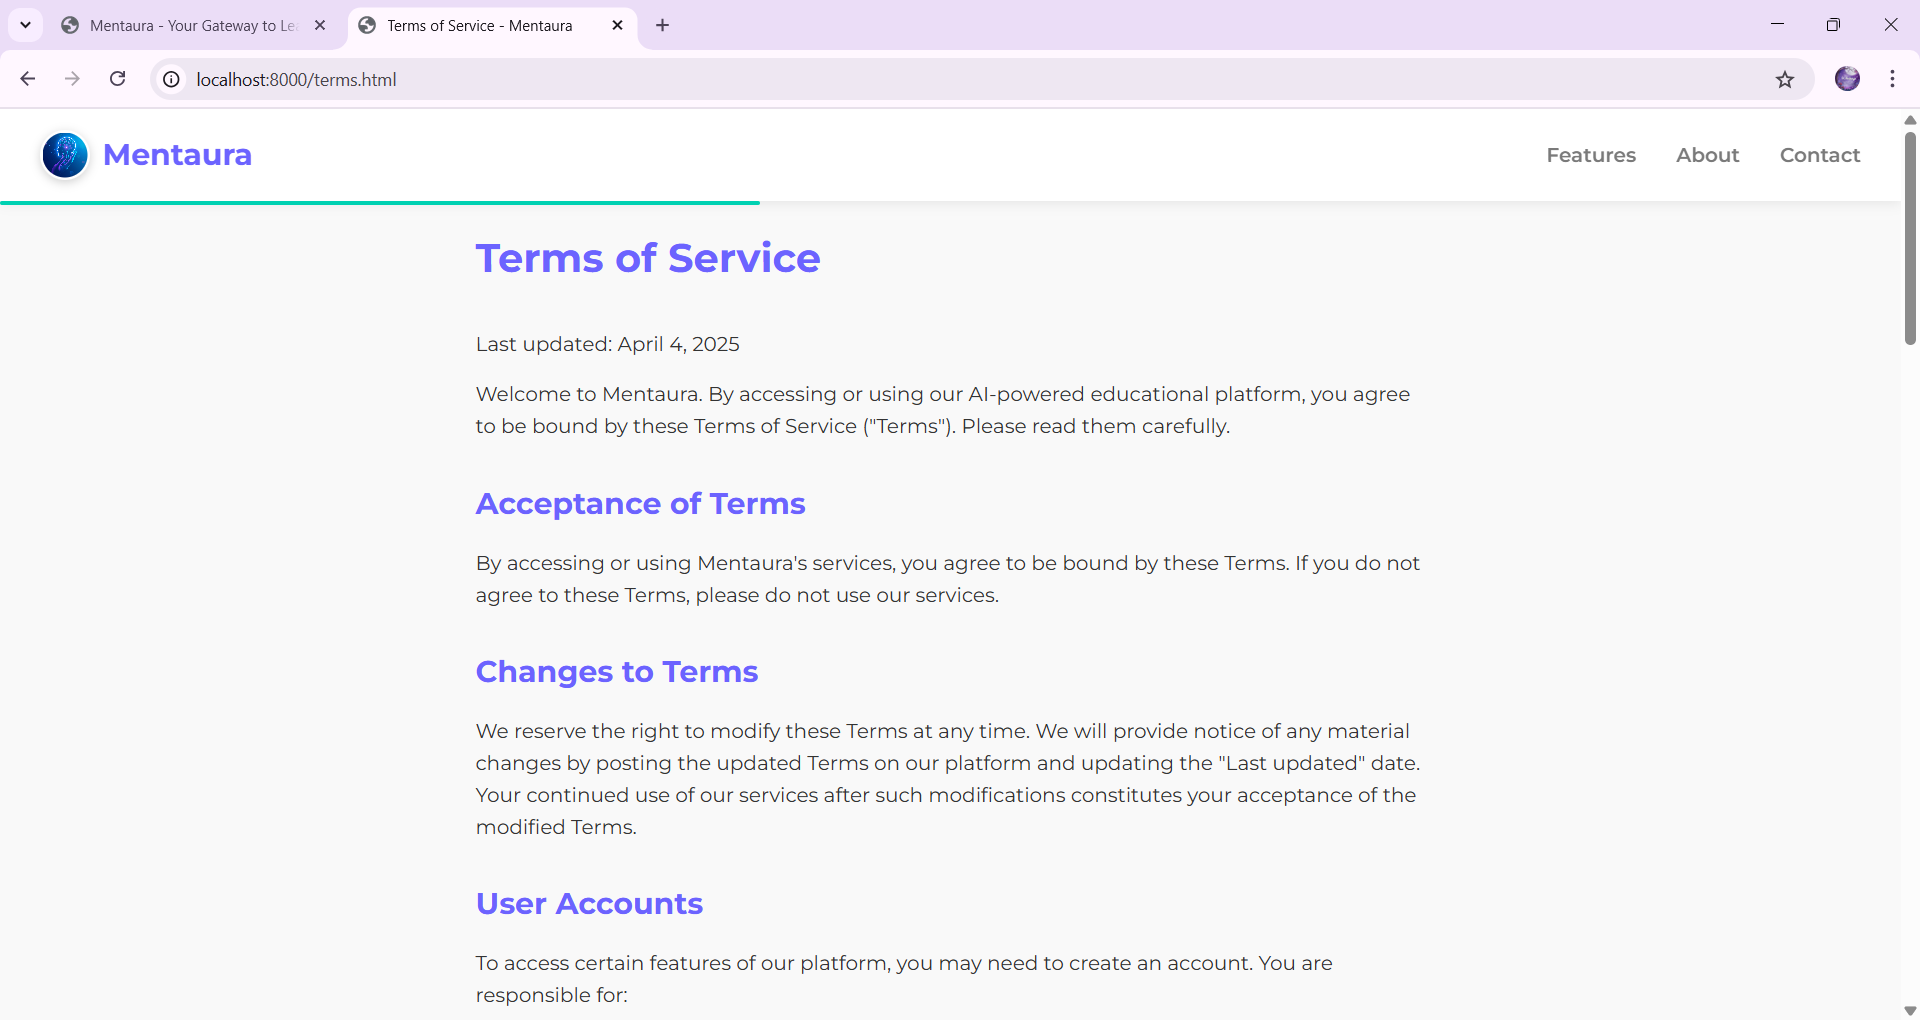 Mentaura - Your Gateway to Le
Terms of Service - Mentaura
localhost:8000/terms.html
Mentaura
Features
About
Contact
Terms of Service
Last updated: April 4, 2025
Welcome to Mentaura. By accessing or using our AI-powered educational platform, you agree
to be bound by these Terms of Service ("Terms"). Please read them carefully.
Acceptance of Terms
By accessing or using Mentaura's services, you agree to be bound by these Terms. If you do not
agree to these Terms, please do not use our services.
Changes to Terms
We reserve the right to modify these Terms at any time. We will provide notice of any material
changes by posting the updated Terms on our platform and updating the "Last updated" date.
Your continued use of our services after such modifications constitutes your acceptance of the
modified Terms.
User Accounts
To access certain features of our platform, you may need to create an account. You are
responsible for: